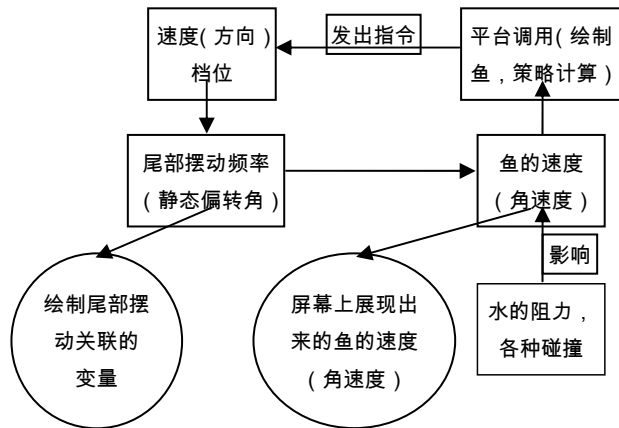 速度(方向)
档位
发出指令
平台调用(绘制
鱼,策略计算)
尾部摆动频率
(静态偏转角)
鱼的速度
(角速度)
影响
绘制尾部摆
动关联的
变量
屏幕上展现出
来的鱼的速度
(角速度)
水的阻力,
各种碰撞